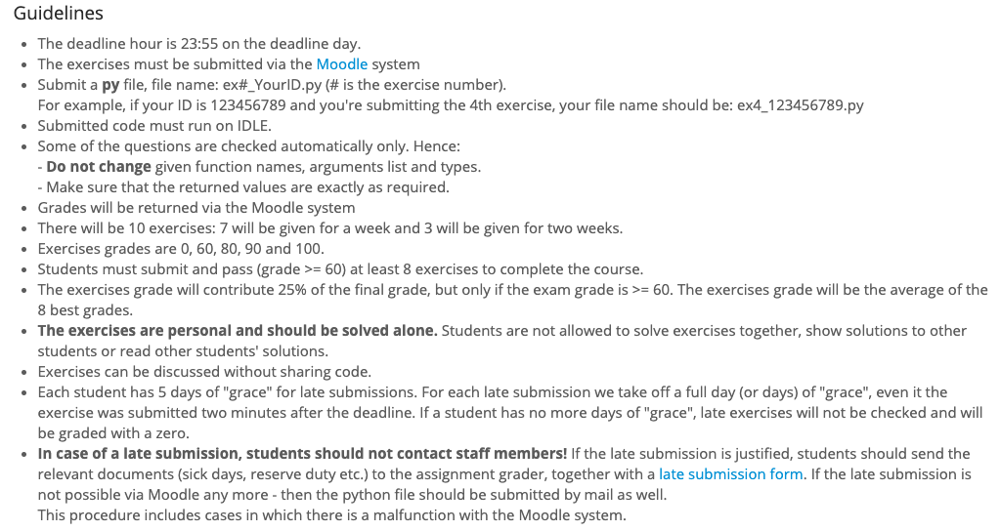 Guidelines
• The deadline hour is 23:55 on the deadline day.
• The exercises must be submitted via the Moodle system
• Submit a py file, file name: ex#_YourID.py (# is the exercise number).
For example, if your ID is 123456789 and you're submitting the 4th exercise, your file name should be: ex4_123456789.py
• Submitted code must run on IDLE.
• Some of the questions are checked automatically only. Hence:
- Do not change given function names, arguments list and types.
- Make sure that the returned values are exactly as required.
• Grades will be returned via the Moodle system
• There will be 10 exercises: 7 will be given for a week and 3 will be given for two weeks.
• Exercises grades are 0, 60, 80, 90 and 100.
• Students must submit and pass (grade >= 60) at least 8 exercises to complete the course.
• The exercises grade will contribute 25% of the final grade, but only if the exam grade is >= 60. The exercises grade will be the average of the
8 best grades.
• The exercises are personal and should be solved alone. Students are not allowed to solve exercises together, show solutions to other
students or read other students' solutions.
• Exercises can be discussed without sharing code.
• Each student has 5 days of "grace" for late submissions. For each late submission we take off a full day (or days) of "grace", even it the
exercise was submitted two minutes after the deadline. If a student has no more days of "grace", late exercises will not be checked and will
be graded with a zero.
• In case of a late submission, students should not contact staff members! If the late submission is justified, students should send the
relevant documents (sick days, reserve duty etc.) to the assignment grader, together with a late submission form. If the late submission is
not possible via Moodle any more - then the python file should be submitted by mail as well.
This procedure includes cases in which there is a malfunction with the Moodle system.